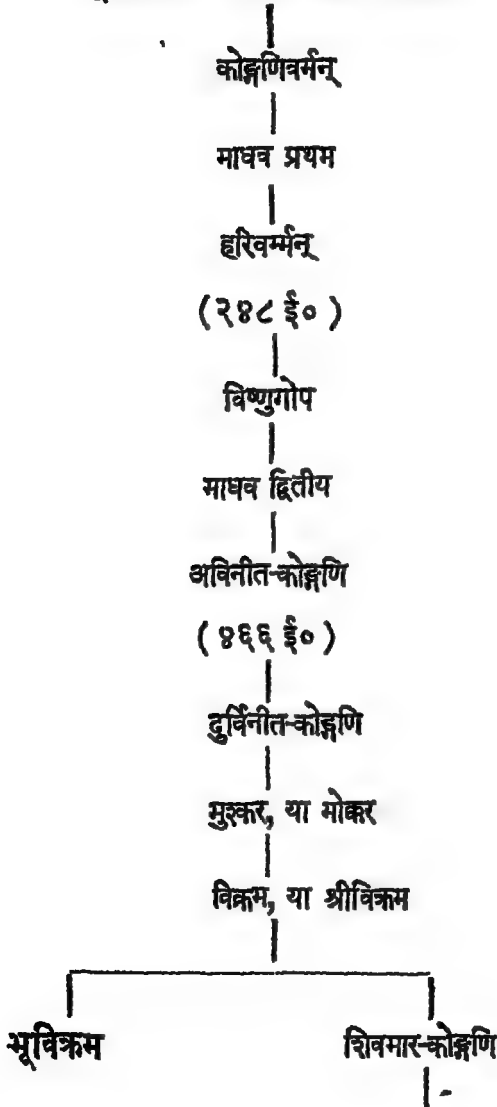 कोङ्गणिवर्मन्
माधव प्रथम
हरिवर्म्मन्
(२४८ ई०)
विष्णुगोप
माधव द्वितीय
अविनीत-कोङ्गणि
(४६६ ई०)
दुर्विनीत-कोङ्गणि
मुश्कर, या मोक्कर
विक्रम, या श्रीविक्रम
भूविक्रम शिवमार-कोङ्गणि